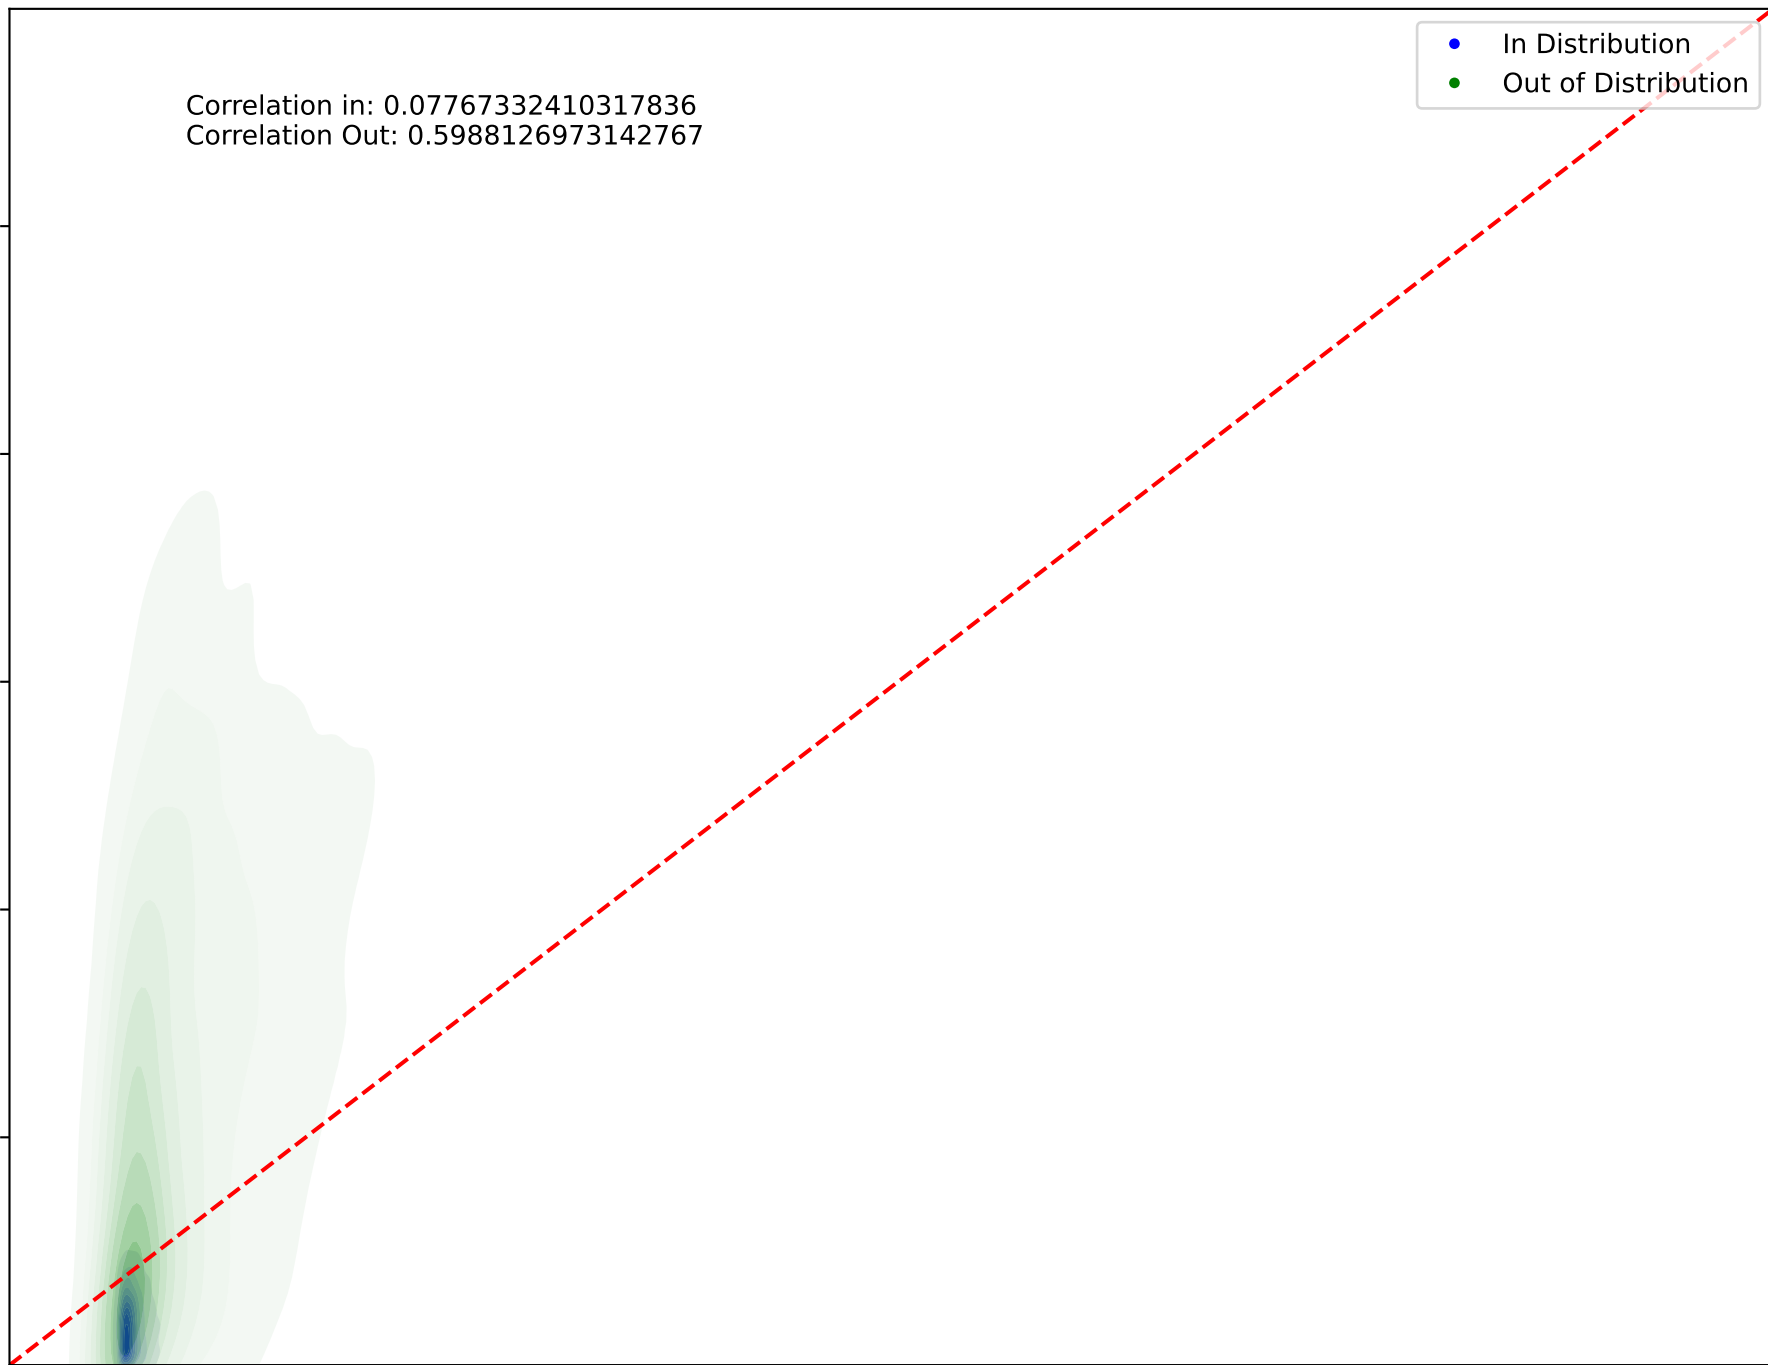 In Distribution
Out of Distribution
Correlation in: 0.07767332410317836
Correlation Out: 0.5988126973142767